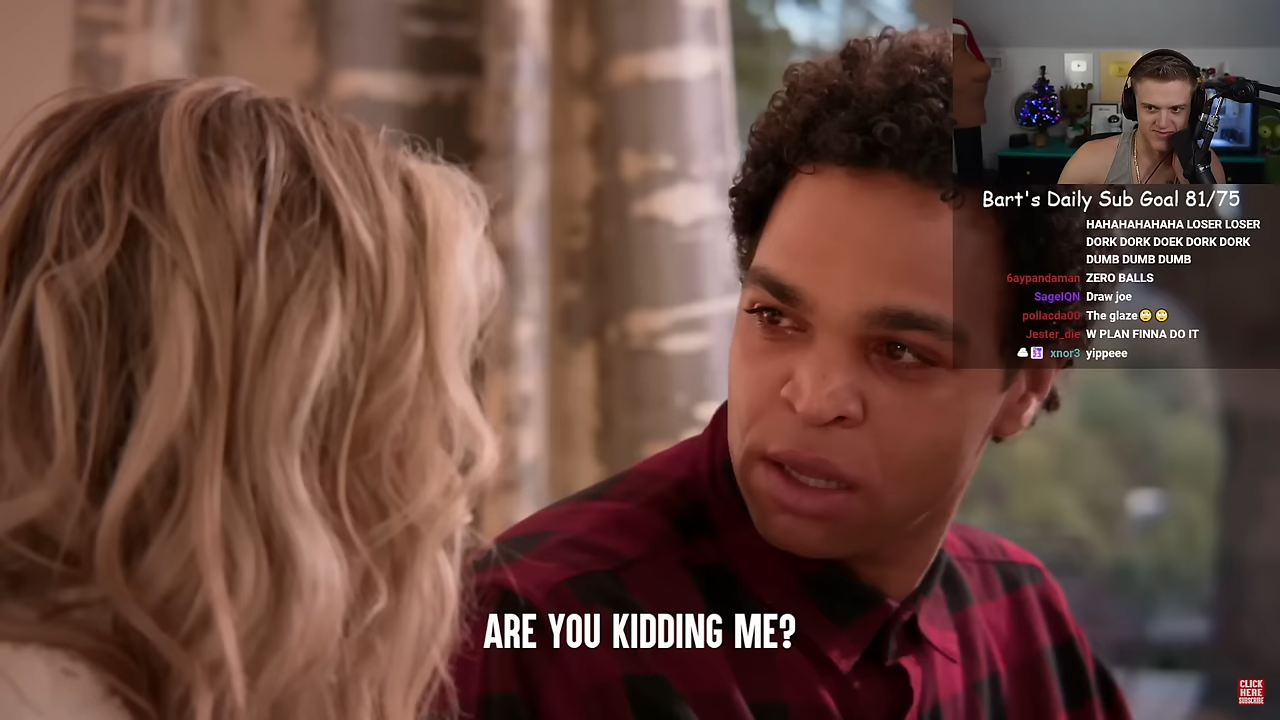 Bart's Daily Sub Goal 81/75
HAHAHAHAHAHA LOSER LOSER
DORK DORK DOEK DORK DORK
DUMB DUMB DUMB
6aypandaman ZERO BALLS
SagelQN Draw joe
pollacda00 The glaze🙄🙄
Jester_die W PLAN FINNA DO IT
xnor3 yippeee
ARE YOU KIDDING ME?
CLICK
HERE
SUBSCRIBE